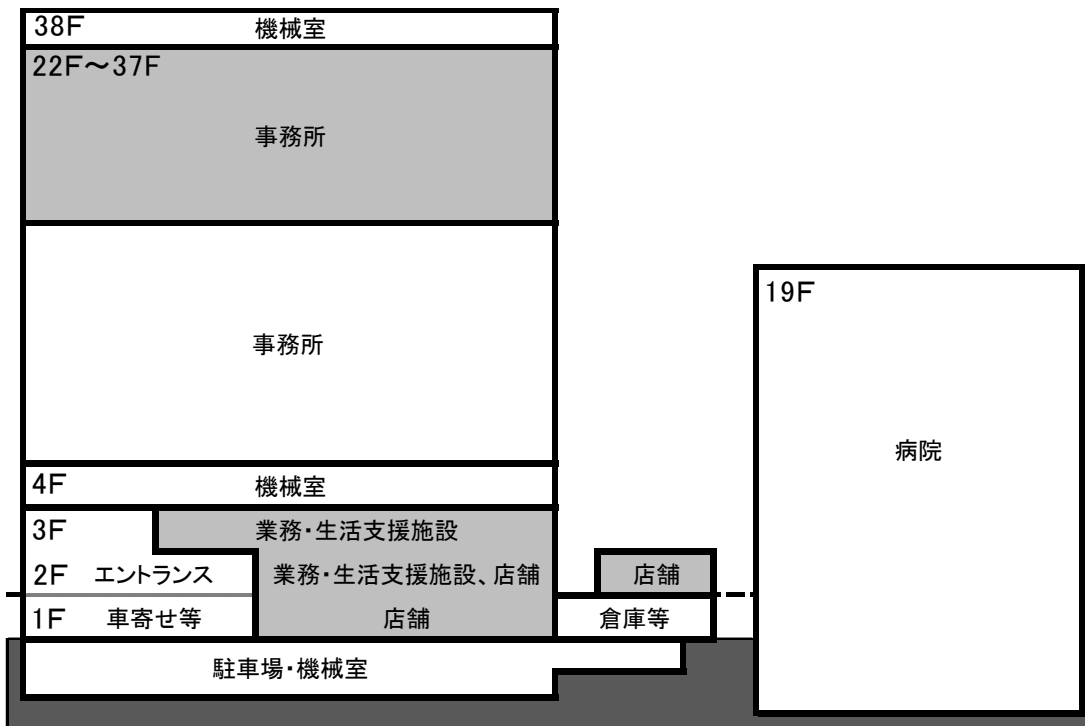 38F 機械室
22F～37F
事務所
事務所
19F
病院
4F 機械室
3F 業務・生活支援施設
2F エントランス 業務・生活支援施設、店舗 店舗
1F 車寄せ等 店舗 倉庫等
駐車場・機械室